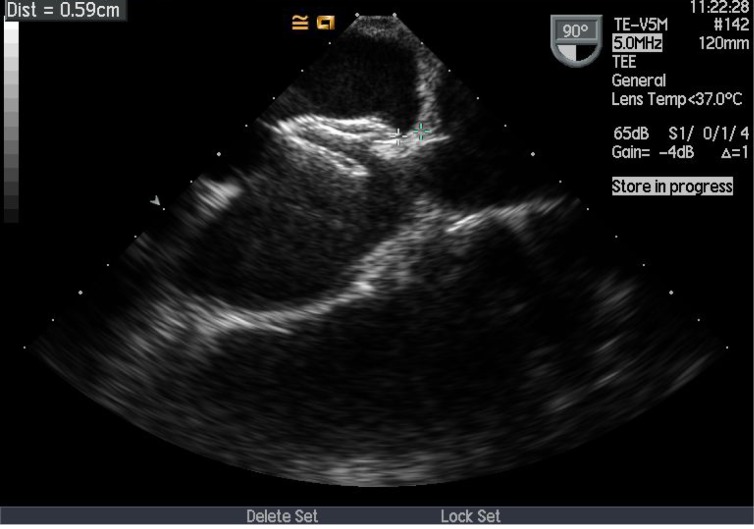 Dist = 0.59cm
11:22:28
90°
TE-V5M #142
5.0MHz 120mm
TEE
General
Lens Temp<37.0°C
65dB S1/ 0/1/4
Gain= -4dB Δ=1
Store in progress
Delete Set Lock Set